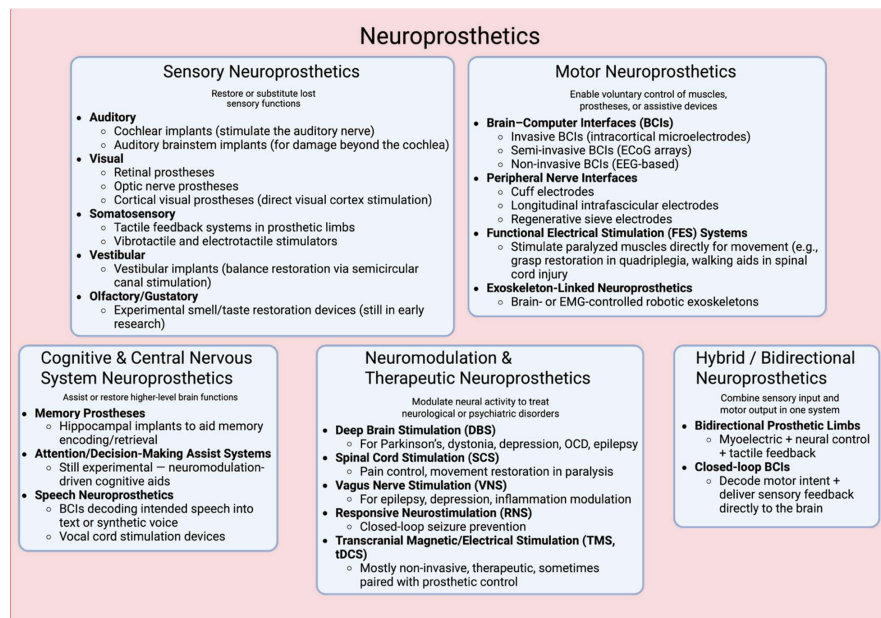 Neuroprosthetics
Sensory Neuroprosthetics
Restore or substitute lost
sensory functions
• Auditory
◦ Cochlear implants (stimulate the auditory nerve)
◦ Auditory brainstem implants (for damage beyond the cochlea)
• Visual
◦ Retinal prostheses
◦ Optic nerve prostheses
◦ Cortical visual prostheses (direct visual cortex stimulation)
• Somatosensory
◦ Tactile feedback systems in prosthetic limbs
◦ Vibrotactile and electrotactile stimulators
• Vestibular
◦ Vestibular implants (balance restoration via semicircular
canal stimulation)
• Olfactory/Gustatory
◦ Experimental smell/taste restoration devices (still in early
research)
Motor Neuroprosthetics
Enable voluntary control of muscles,
prostheses, or assistive devices
• Brain–Computer Interfaces (BCIs)
◦ Invasive BCIs (intracortical microelectrodes)
◦ Semi-invasive BCIs (ECoG arrays)
◦ Non-invasive BCIs (EEG-based)
• Peripheral Nerve Interfaces
◦ Cuff electrodes
◦ Longitudinal intrafascicular electrodes
◦ Regenerative sieve electrodes
• Functional Electrical Stimulation (FES) Systems
◦ Stimulate paralyzed muscles directly for movement (e.g.,
grasp restoration in quadriplegia, walking aids in spinal
cord injury
• Exoskeleton-Linked Neuroprosthetics
◦ Brain- or EMG-controlled robotic exoskeletons
Cognitive & Central Nervous
System Neuroprosthetics
Assist or restore higher-level brain functions
• Memory Prostheses
◦ Hippocampal implants to aid memory
encoding/retrieval
• Attention/Decision-Making Assist Systems
◦ Still experimental — neuromodulation-
driven cognitive aids
• Speech Neuroprosthetics
◦ BCIs decoding intended speech into
text or synthetic voice
◦ Vocal cord stimulation devices
Neuromodulation &
Therapeutic Neuroprosthetics
Modulate neural activity to treat
neurological or psychiatric disorders
• Deep Brain Stimulation (DBS)
◦ For Parkinson's, dystonia, depression, OCD, epilepsy
• Spinal Cord Stimulation (SCS)
◦ Pain control, movement restoration in paralysis
• Vagus Nerve Stimulation (VNS)
◦ For epilepsy, depression, inflammation modulation
• Responsive Neurostimulation (RNS)
◦ Closed-loop seizure prevention
• Transcranial Magnetic/Electrical Stimulation (TMS,
tDCS)
◦ Mostly non-invasive, therapeutic, sometimes
paired with prosthetic control
Hybrid / Bidirectional
Neuroprosthetics
Combine sensory input and
motor output in one system
• Bidirectional Prosthetic Limbs
◦ Myoelectric + neural control
+ tactile feedback
• Closed-loop BCIs
◦ Decode motor intent +
deliver sensory feedback
directly to the brain